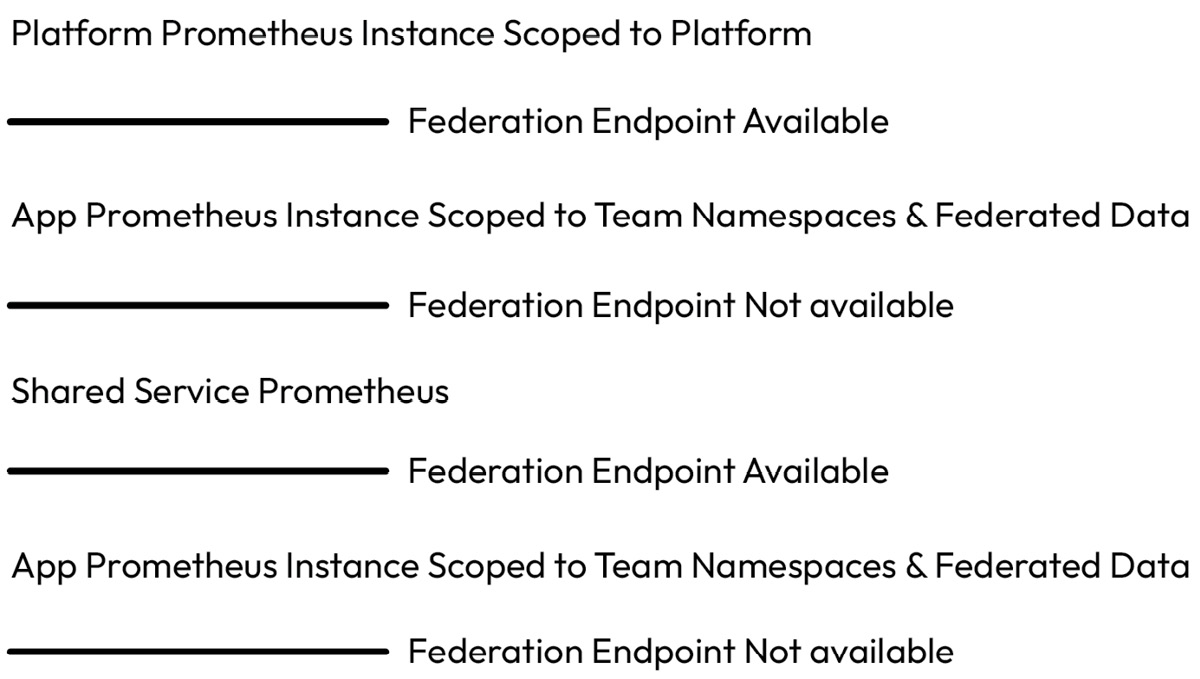 Platform Prometheus Instance Scoped to Platform
Federation Endpoint Available
App Prometheus Instance Scoped to Team Namespaces & Federated Data
Federation Endpoint Not available
Shared Service Prometheus
Federation Endpoint Available
App Prometheus Instance Scoped to Team Namespaces & Federated Data
Federation Endpoint Not available